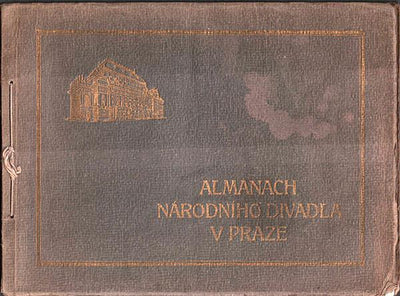 ALMANACH
NÁRODNÍHO DIVADLA
V PRAZE